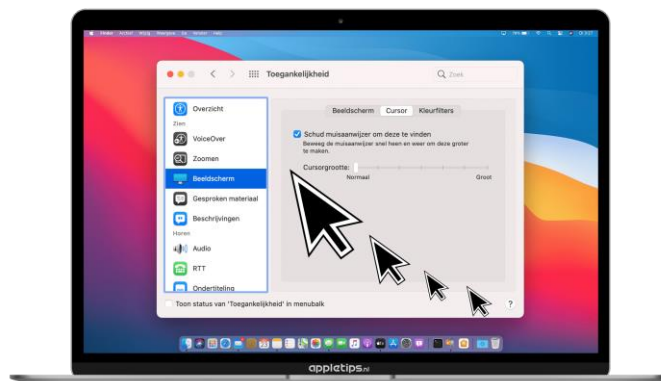 Toegankelijkheid
Zoek
Overzicht
Zien
VoiceOver
Zoomen
Beeldscherm
Gesproken materiaal
Beschrijvingen
Horen
Audio
RTT
Ondertiteling
Beeldscherm Cursor Kleurfilters
Schud muisaanwijzer om deze te vinden
Beweeg de muisaanwijzer snel heen en weer om deze groter
te maken.
Cursorgrootte:
Normaal Groot
Toon status van 'Toegankelijkheid' in menubalk
?
appletips.nl